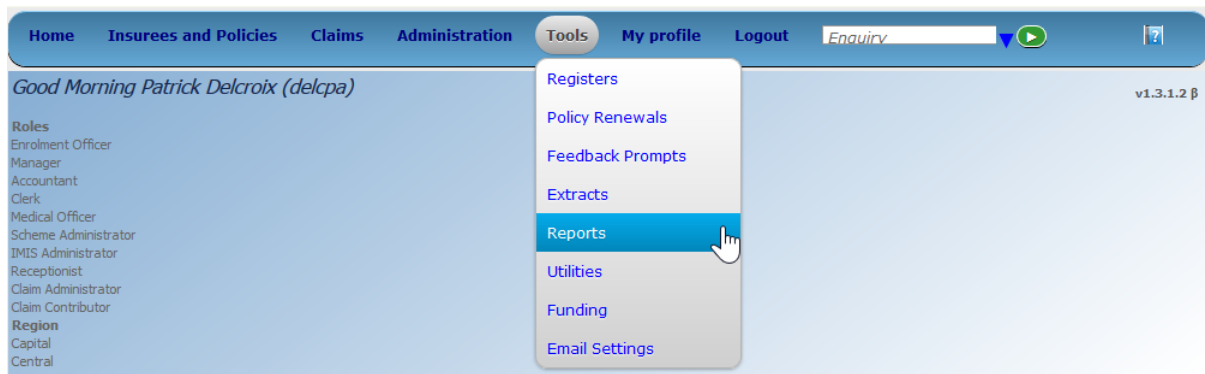 Home Insurees and Policies Claims Administration Tools My profile Logout Enquiry ?
Good Morning Patrick Delcroix (delcpa)
v1.3.1.2 β
Roles
Enrolment Officer
Manager
Accountant
Clerk
Medical Officer
Scheme Administrator
IMIS Administrator
Receptionist
Claim Administrator
Claim Contributor
Region
Capital
Central
Registers
Policy Renewals
Feedback Prompts
Extracts
Reports
Utilities
Funding
Email Settings